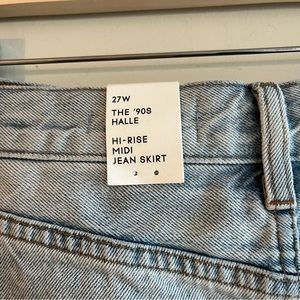 27W
THE '90S
HALLE
HI-RISE
MIDI
JEAN SKIRT